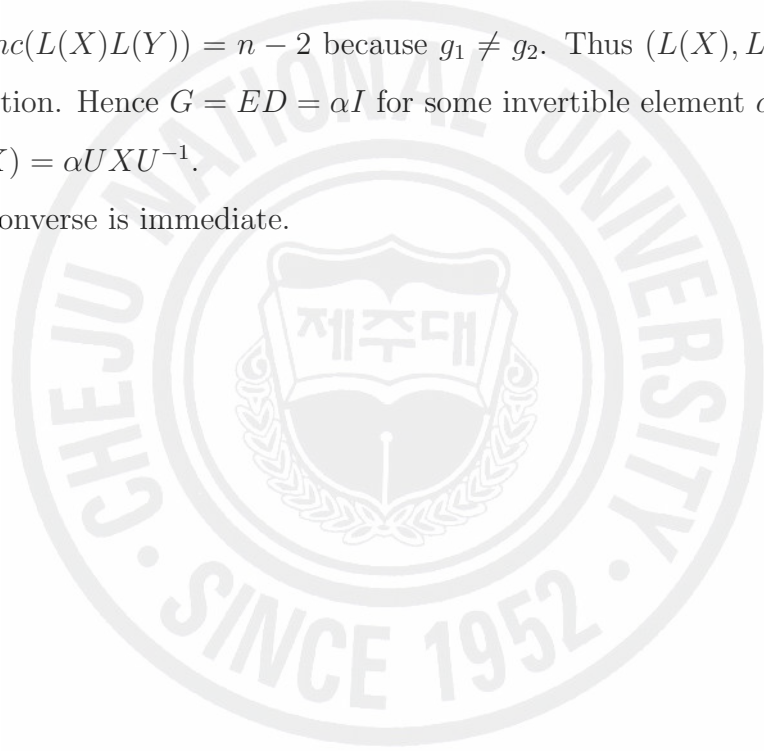 nc(L(X)L(Y)) = n − 2 because g₁ ≠ g₂. Thus (L(X), L
tion. Hence G = ED = αI for some invertible element
X) = αUXU⁻¹.
onverse is immediate.
CHEJU NATIONAL UNIVERSITY
제주대
SINCE 1952